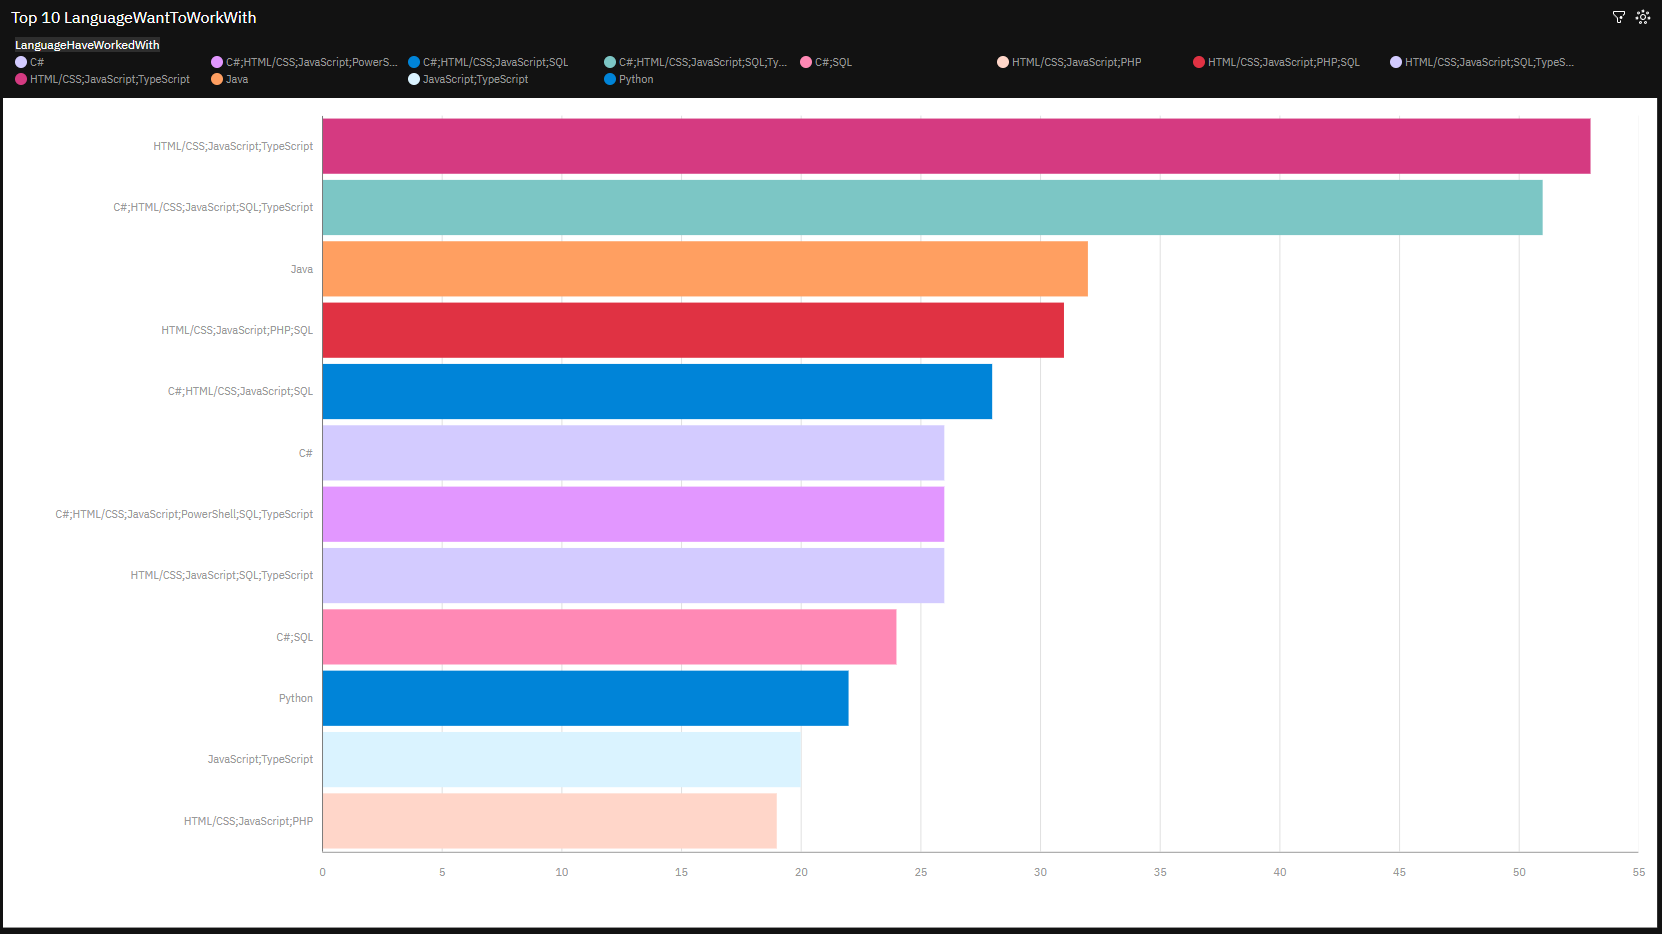 Top 10 LanguageWantToWorkWith
LanguageHaveWorkedWith
C# C#;HTML/CSS;JavaScript;PowerS... C#;HTML/CSS;JavaScript;SQL C#;HTML/CSS;JavaScript;SQL;Ty... C#;SQL HTML/CSS;JavaScript;PHP HTML/CSS;JavaScript;PHP;SQL HTML/CSS;JavaScript;SQL;TypeS...
HTML/CSS;JavaScript;TypeScript Java JavaScript;TypeScript Python
HTML/CSS;JavaScript;TypeScript
C#;HTML/CSS;JavaScript;SQL;TypeScript
Java
HTML/CSS;JavaScript;PHP;SQL
C#;HTML/CSS;JavaScript;SQL
C#
C#;HTML/CSS;JavaScript;PowerShell;SQL;TypeScript
HTML/CSS;JavaScript;SQL;TypeScript
C#;SQL
Python
JavaScript;TypeScript
HTML/CSS;JavaScript;PHP
0 5 10 15 20 25 30 35 40 45 50 55